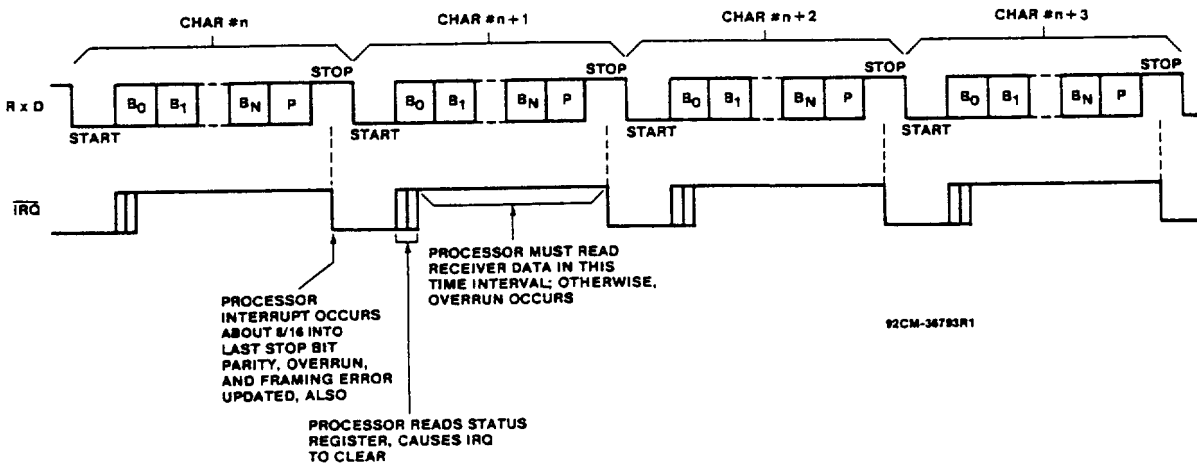 CHAR #n
CHAR #n + 1
CHAR #n + 2
CHAR #n + 3
STOP
STOP
STOP
STOP
R x D
B0
B1
BN
P
B0
B1
BN
P
B0
B1
BN
P
B0
B1
BN
P
START
START
START
START
IRQ
PROCESSOR MUST READ
RECEIVER DATA IN THIS
TIME INTERVAL; OTHERWISE,
OVERRUN OCCURS
PROCESSOR
INTERRUPT OCCURS
ABOUT 8/16 INTO
LAST STOP BIT
PARITY, OVERRUN,
AND FRAMING ERROR
UPDATED, ALSO
92CM-36793R1
PROCESSOR READS STATUS
REGISTER, CAUSES IRQ
TO CLEAR